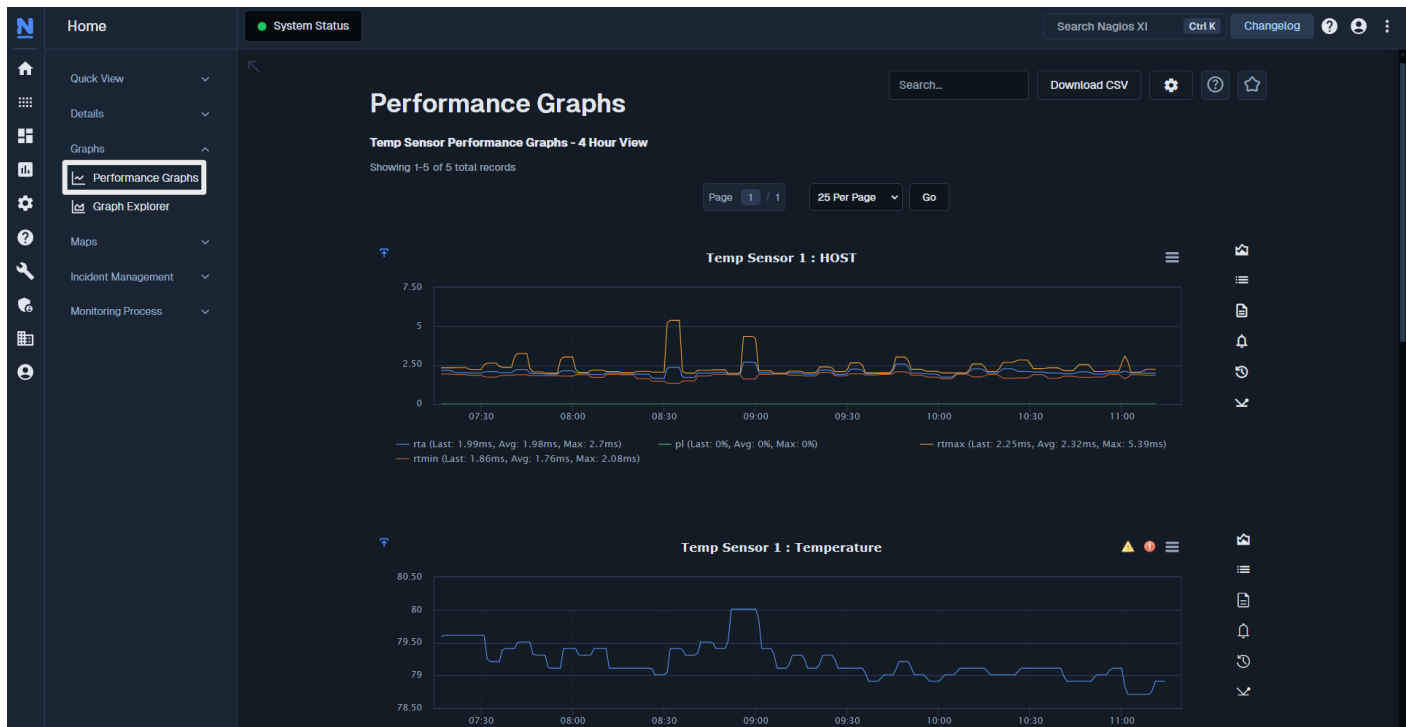 N Home
System Status
Search Nagios XI Ctrl K Changelog
Quick View
Details
Graphs
Performance Graphs
Graph Explorer
Maps
Incident Management
Monitoring Process
Performance Graphs
Search...
Download CSV
Temp Sensor Performance Graphs - 4 Hour View
Showing 1-5 of 5 total records
Page 1 / 1 25 Per Page Go
Temp Sensor 1 : HOST
7.50
5
2.50
0
07:30 08:00 08:30 09:00 09:30 10:00 10:30 11:00
rta (Last: 1.99ms, Avg: 1.98ms, Max: 2.7ms) pl (Last: 0%, Avg: 0%, Max: 0%) rtmax (Last: 2.25ms, Avg: 2.32ms, Max: 5.39ms)
rtmin (Last: 1.86ms, Avg: 1.76ms, Max: 2.08ms)
Temp Sensor 1 : Temperature
80.50
80
79.50
79
78.50
07:30 08:00 08:30 09:00 09:30 10:00 10:30 11:00